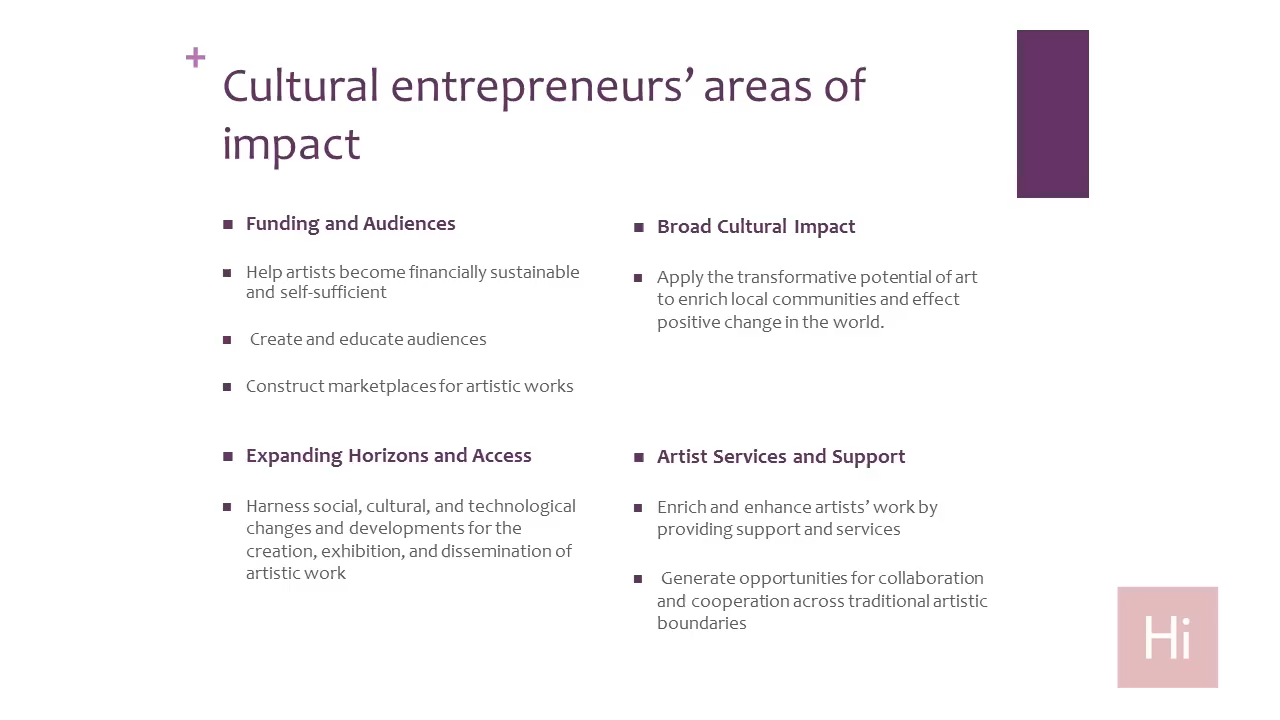 +
Cultural entrepreneurs’ areas of
impact
■ Funding and Audiences
■ Help artists become financially sustainable
and self-sufficient
■ Create and educate audiences
■ Construct marketplaces for artistic works
■ Broad Cultural Impact
■ Apply the transformative potential of art
to enrich local communities and effect
positive change in the world.
■ Expanding Horizons and Access
■ Harness social, cultural, and technological
changes and developments for the
creation, exhibition, and dissemination of
artistic work
■ Artist Services and Support
■ Enrich and enhance artists’ work by
providing support and services
■ Generate opportunities for collaboration
and cooperation across traditional artistic
boundaries
Hi